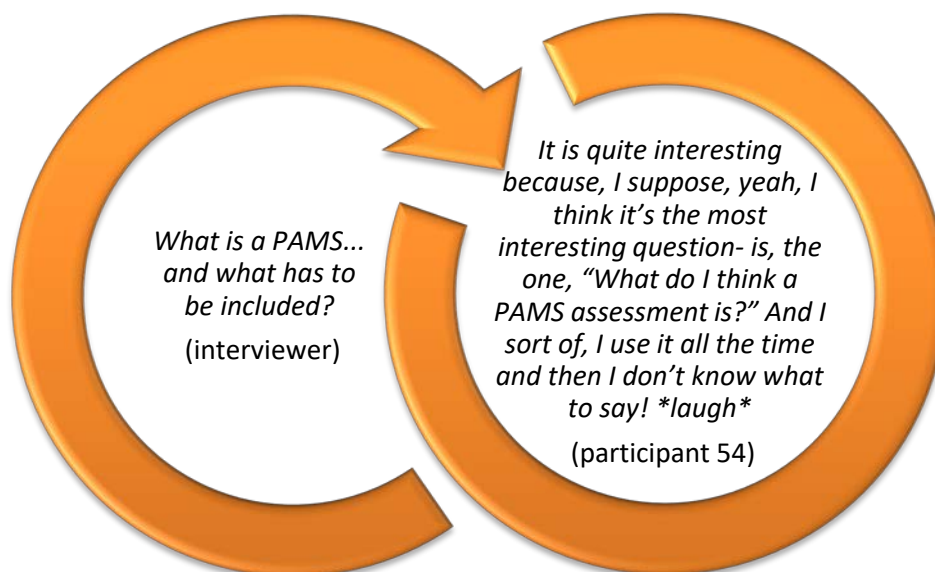 What is a PAMS...
and what has to
be included?
(interviewer)
It is quite interesting
because, I suppose, yeah, I
think it’s the most
interesting question- is, the
one, “What do I think a
PAMS assessment is?” And I
sort of, I use it all the time
and then I don’t know what
to say! *laugh*
(participant 54)